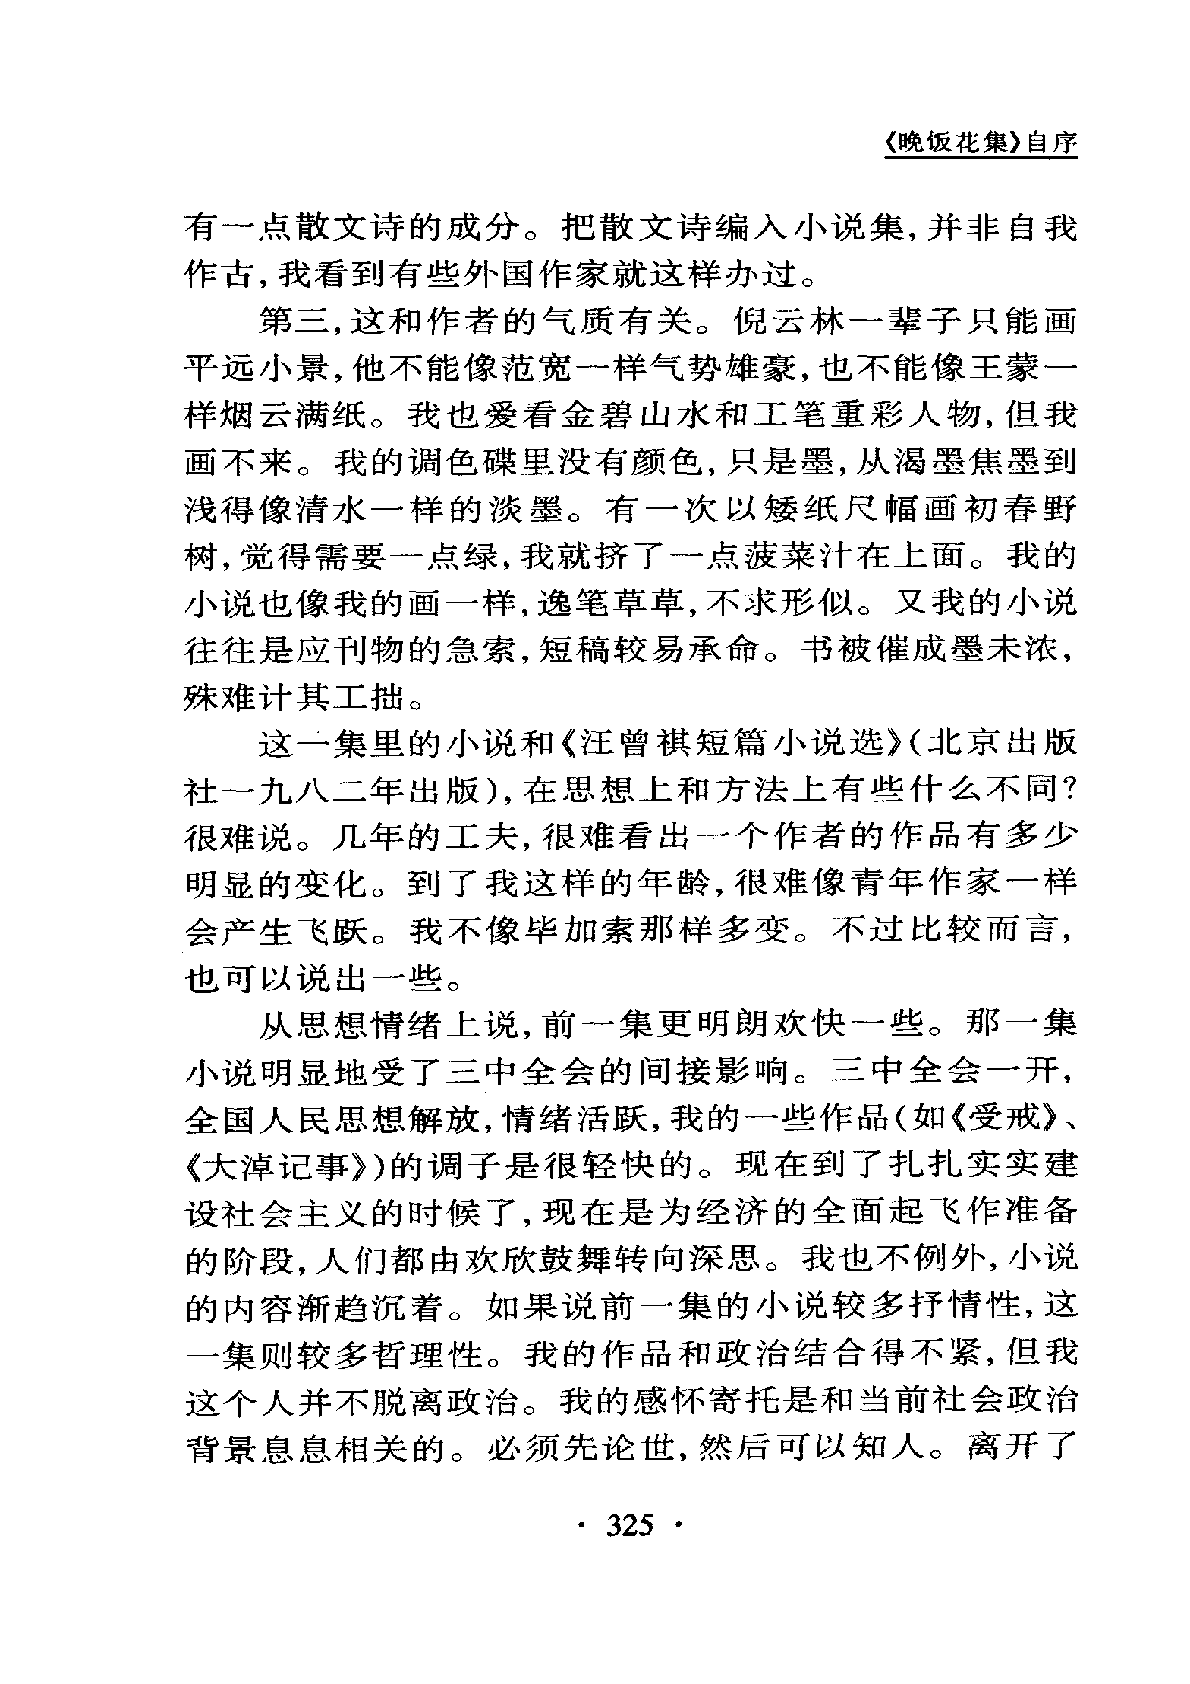 《晚饭花集》自序
有一点散文诗的成分。把散文诗编入小说集,并非自我
作古,我看到有些外国作家就这样办过。
第三,这和作者的气质有关。倪云林一辈子只能画
平远小景,他不能像范宽一样气势雄豪,也不能像王蒙一
样烟云满纸。我也爱看金碧山水和工笔重彩人物,但我
画不来。我的调色碟里没有颜色,只是墨,从渴墨焦墨到
浅得像清水一样的淡墨。有一次以矮纸尺幅画初春野
树,觉得需要一点绿,我就挤了一点菠菜汁在上面。我的
小说也像我的画一样,逸笔草草,不求形似。又我的小说
往往是应刊物的急索,短稿较易承命。书被催成墨未浓,
殊难计其工拙。
这一集里的小说和《汪曾祺短篇小说选》(北京出版
社一九八二年出版),在思想上和方法上有些什么不同?
很难说。几年的工夫,很难看出一个作者的作品有多少
明显的变化。到了我这样的年龄,很难像青年作家一样
会产生飞跃。我不像毕加索那样多变。不过比较而言,
也可以说出一些。
从思想情绪上说,前一集更明朗欢快一些。那一集
小说明显地受了三中全会的间接影响。三中全会一开,
全国人民思想解放,情绪活跃,我的一些作品(如《受戒》、
《大淖记事》)的调子是很轻快的。现在到了扎扎实实建
设社会主义的时候了,现在是为经济的全面起飞作准备
的阶段,人们都由欢欣鼓舞转向深思。我也不例外,小说
的内容渐趋沉着。如果说前一集的小说较多抒情性,这
一集则较多哲理性。我的作品和政治结合得不紧,但我
这个人并不脱离政治。我的感怀寄托是和当前社会政治
背景息息相关的。必须先论世,然后可以知人。离开了
· 325 ·